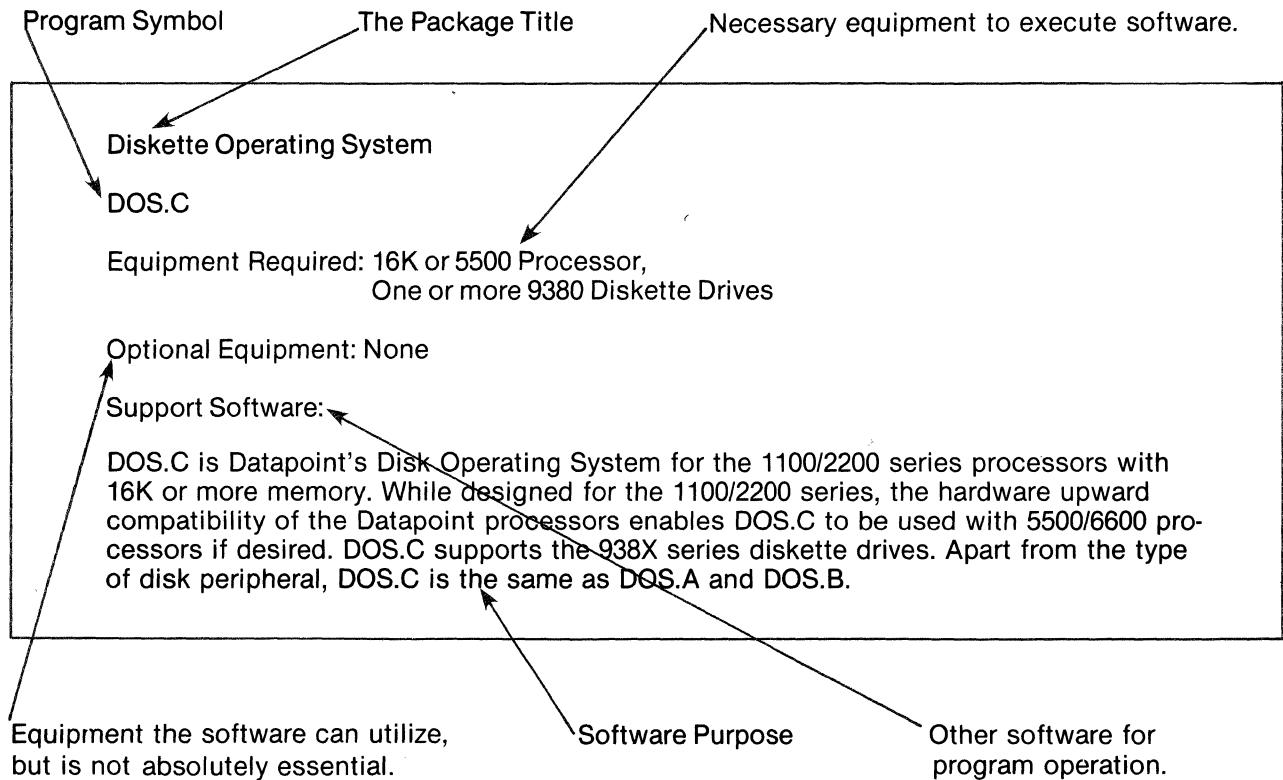 Program Symbol The Package Title Necessary equipment to execute software.
Diskette Operating System
DOS.C
Equipment Required: 16K or 5500 Processor,
One or more 9380 Diskette Drives
Optional Equipment: None
Support Software:
DOS.C is Datapoint's Disk Operating System for the 1100/2200 series processors with
16K or more memory. While designed for the 1100/2200 series, the hardware upward
compatibility of the Datapoint processors enables DOS.C to be used with 5500/6600 pro-
cessors if desired. DOS.C supports the 938X series diskette drives. Apart from the type
of disk peripheral, DOS.C is the same as DOS.A and DOS.B.
Equipment the software can utilize,
but is not absolutely essential.
Software Purpose
Other software for
program operation.